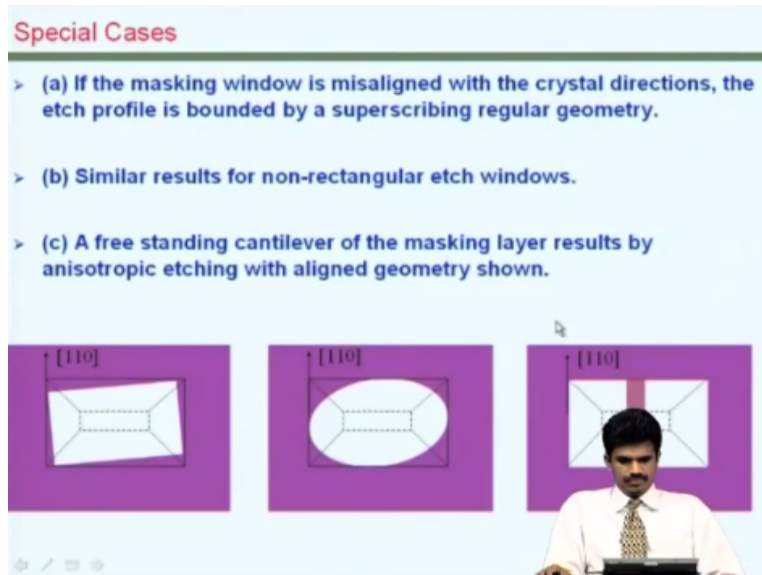 Special Cases
➢ (a) If the masking window is misaligned with the crystal directions, the
etch profile is bounded by a superscribing regular geometry.
➢ (b) Similar results for non-rectangular etch windows.
➢ (c) A free standing cantilever of the masking layer results by
anisotropic etching with aligned geometry shown.
[110] [110] [110]